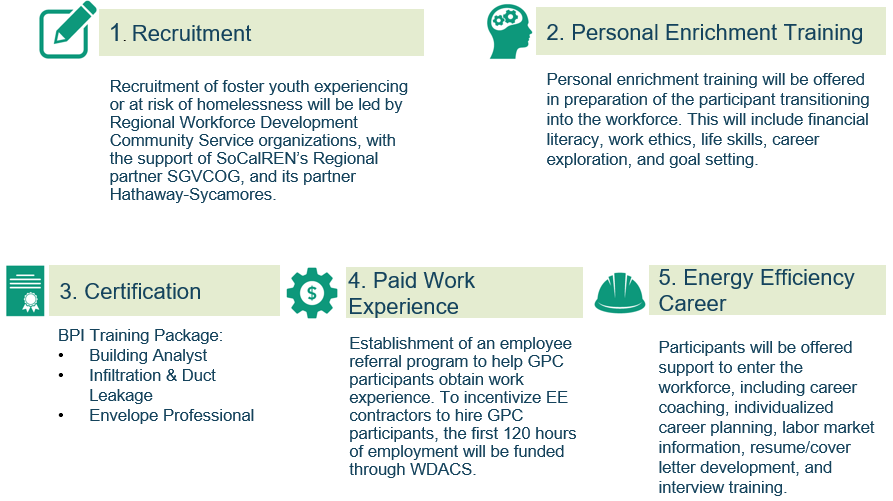 1. Recruitment
Recruitment of foster youth experiencing
or at risk of homelessness will be led by
Regional Workforce Development
Community Service organizations, with
the support of SoCalREN’s Regional
partner SGVCOG, and its partner
Hathaway-Sycamores.
2. Personal Enrichment Training
Personal enrichment training will be offered
in preparation of the participant transitioning
into the workforce. This will include financial
literacy, work ethics, life skills, career
exploration, and goal setting.
3. Certification
BPI Training Package:
• Building Analyst
• Infiltration & Duct
Leakage
• Envelope Professional
$
4. Paid Work
Experience
Establishment of an employee
referral program to help GPC
participants obtain work
experience. To incentivize EE
contractors to hire GPC
participants, the first 120 hours
of employment will be funded
through WDACS.
5. Energy Efficiency
Career
Participants will be offered
support to enter the
workforce, including career
coaching, individualized
career planning, labor market
information, resume/cover
letter development, and
interview training.